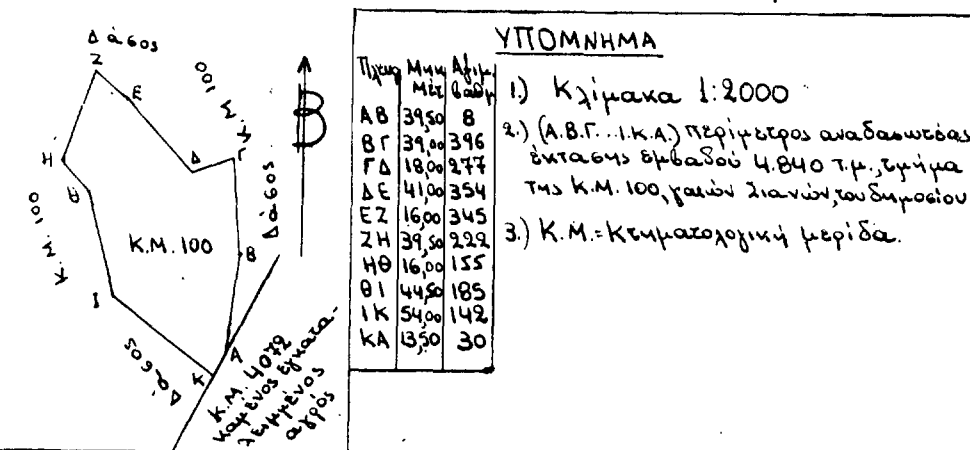 ΥΠΟΜΝΗΜΑ
Πλευρ Μηκ Αζιμ.
Μέτ βαθμ
ΑΒ 39,50 8
ΒΓ 39,00 396
ΓΔ 18,00 277
ΔΕ 41,00 354
ΕΖ 16,00 345
ΖΗ 39,50 222
ΗΘ 16,00 155
ΘΙ 44,50 185
ΙΚ 54,00 142
ΚΑ 13,50 30
1.) Κλίμακα 1:2000
2.) (Α.Β.Γ...Ι.Κ.Α.) περίμετρος αναδασωτέας
έκτασης εμβαδού 4.840 τ.μ., τμήμα
της Κ.Μ. 100, γαιών Σιανών, του δημοσίου
3.) Κ.Μ. = Κτηματολογική μερίδα.
Δάσος
Κ.Μ. 100
Δάσος
Β
Κ.Μ. 100
Κ.Μ. 100
Δάσος
Κ.Μ. 4072
καμένος εγκατα-
λειμμένος
αγρός
Ζ
Ε
Δ
Γ
Η
Θ
Β
Ι
Α
Κ